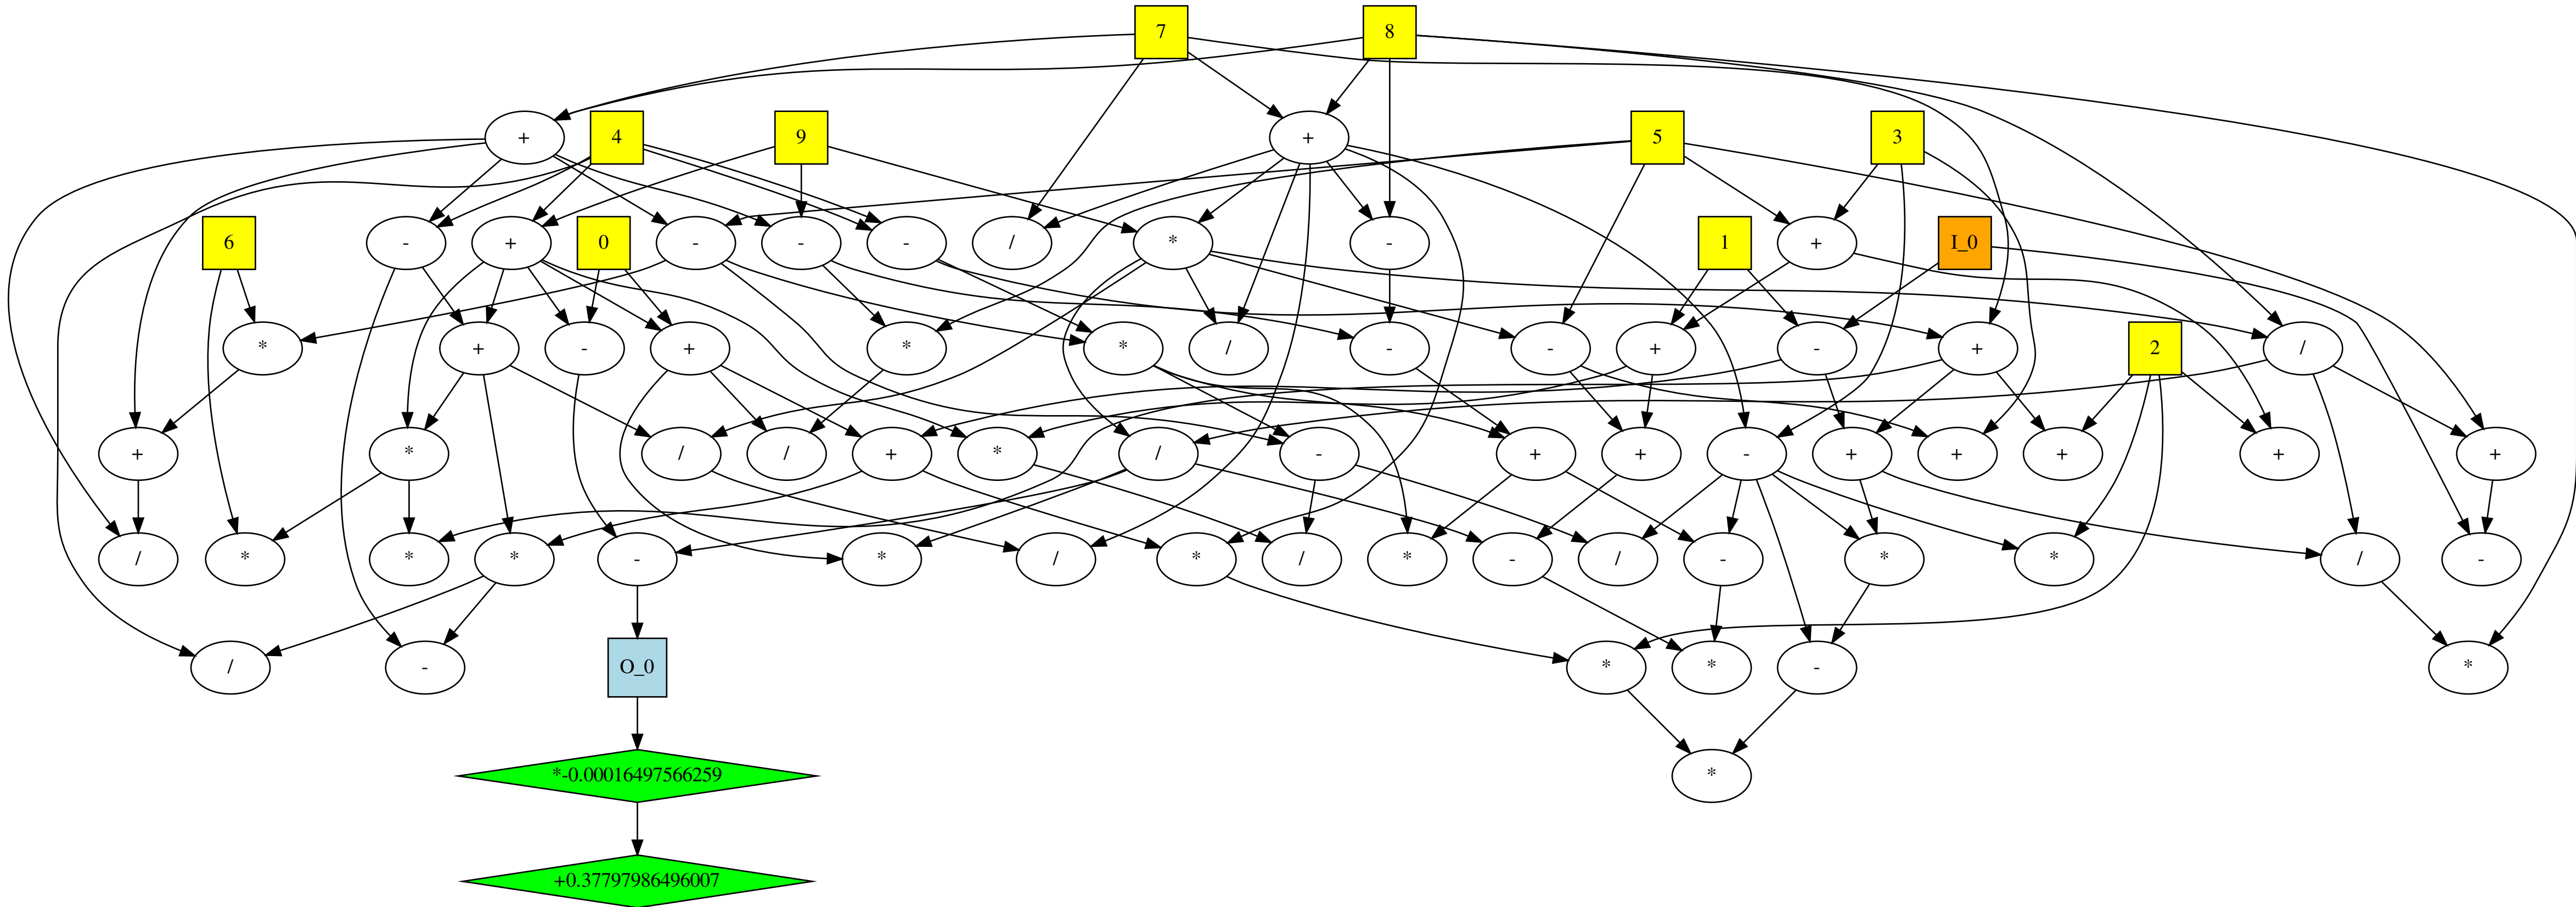 7 8
+ 4 9 + 5 3
6 - + 0 - - - / * - 1 + I_0
* + - + * * / - - + - + 2 /
+ * / / + * / - + + - + + + + +
/ * * * - * / * / * - / - * * / -
/ - O_0 * * - *
*-0.00016497566259 *
+0.37797986496007